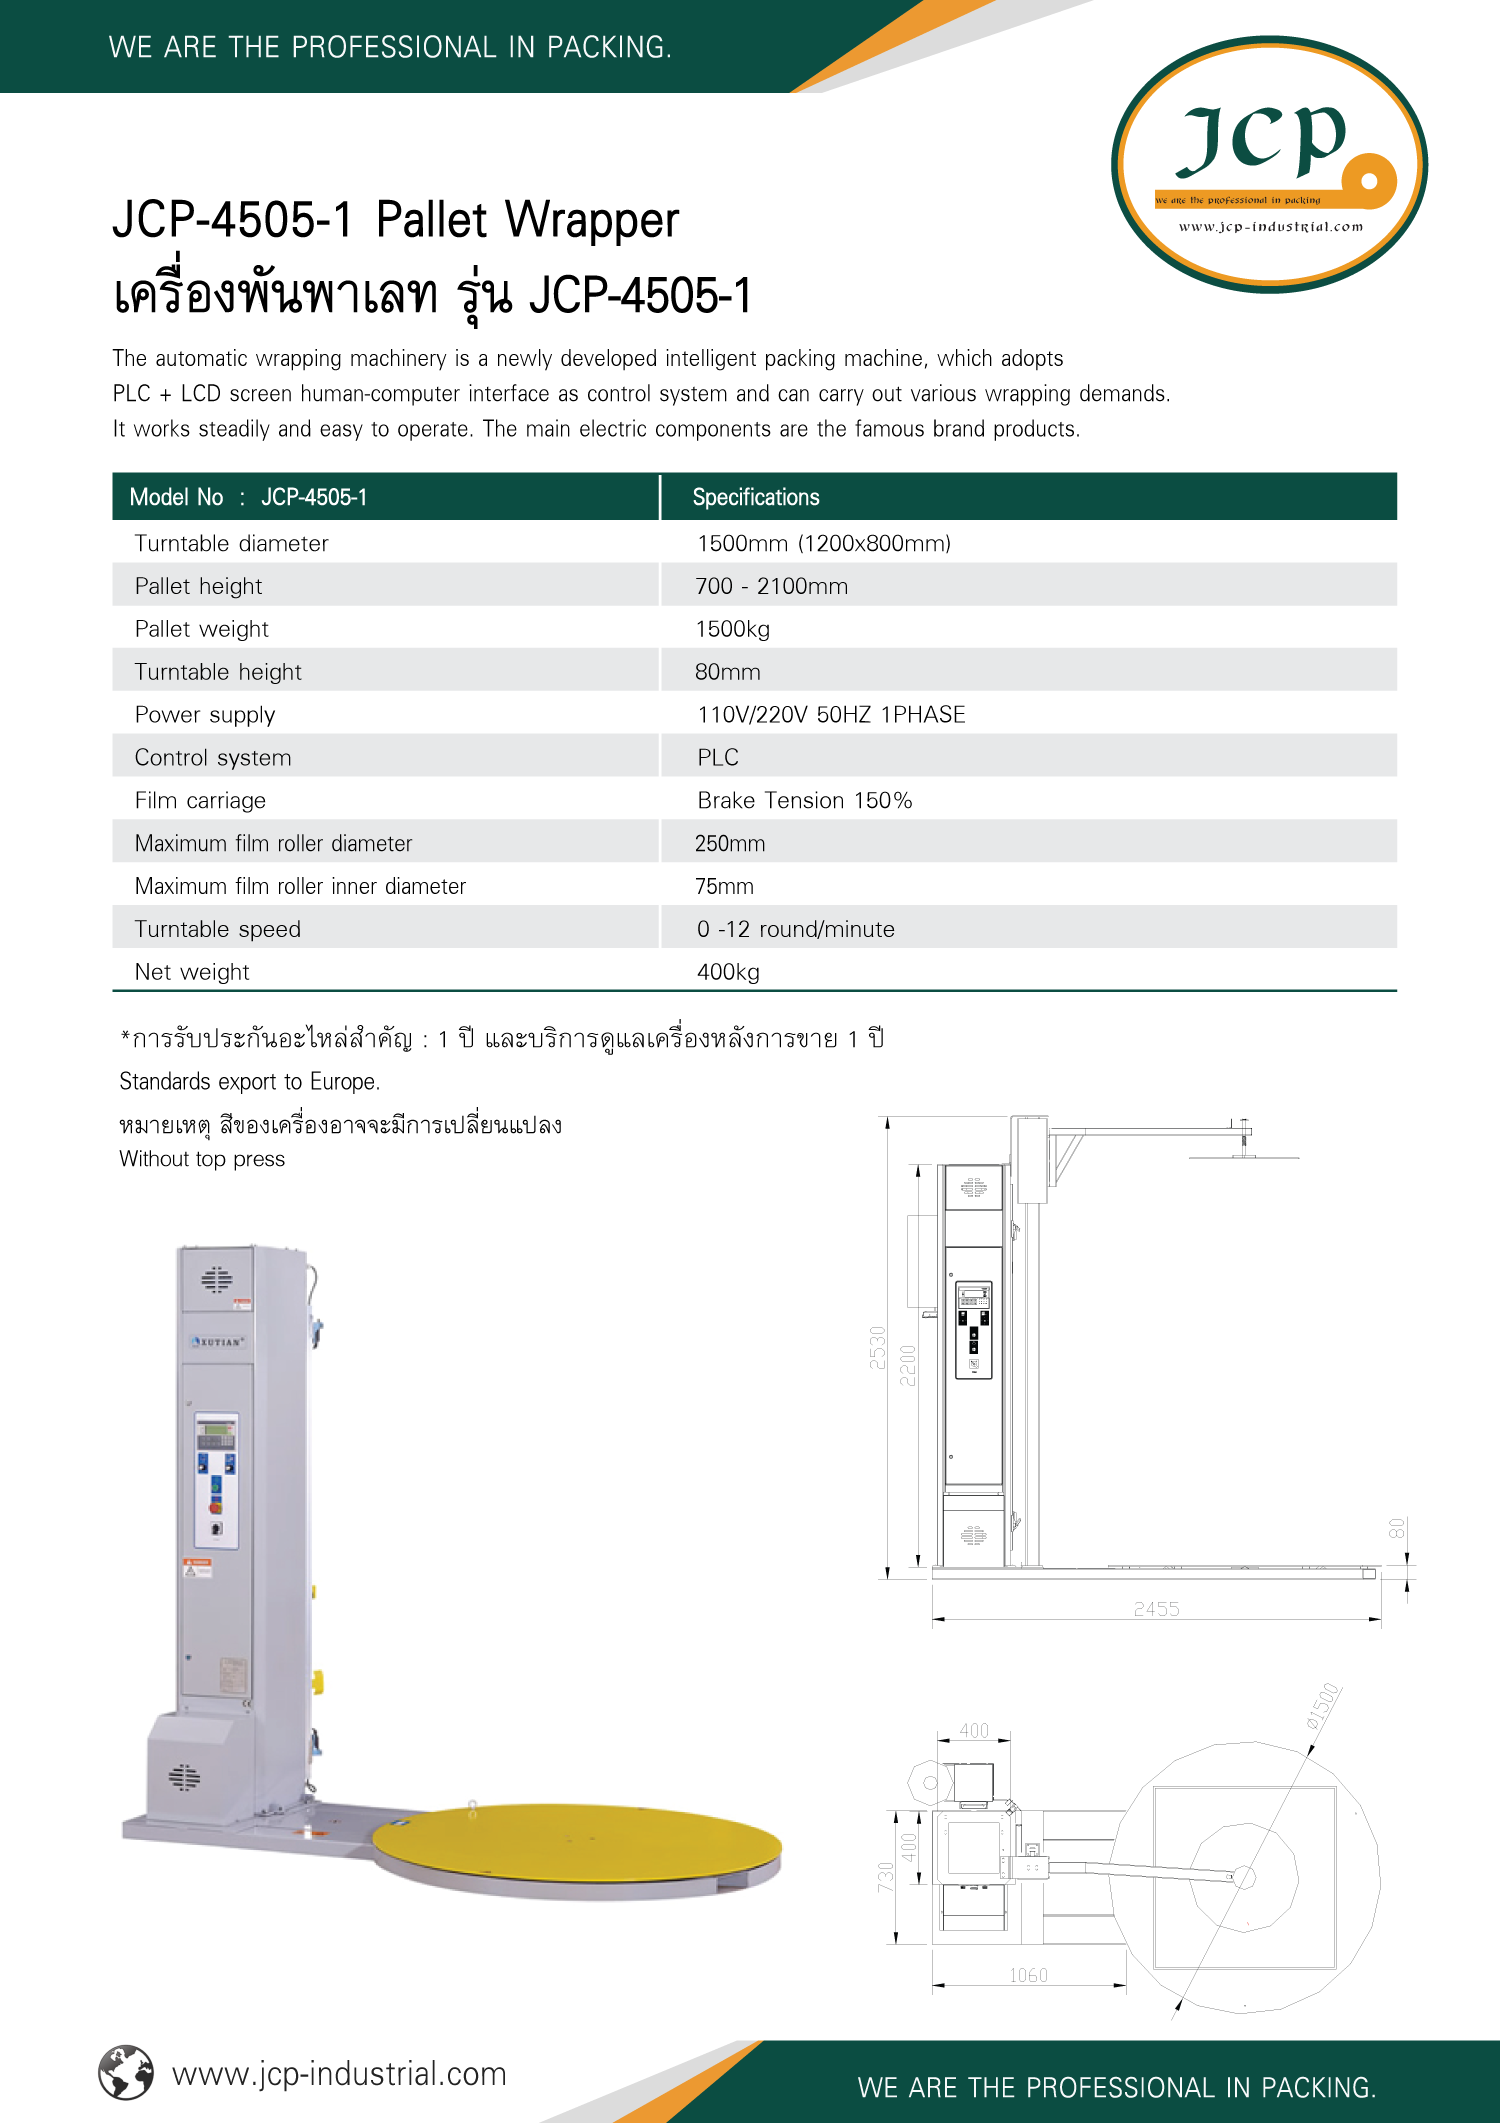 WE ARE THE PROFESSIONAL IN PACKING.
JCP
we are the professional in packing
www.jcp-industrial.com
JCP-4505-1 Pallet Wrapper
เครื่องพันพาเลท รุ่น JCP-4505-1
The automatic wrapping machinery is a newly developed intelligent packing machine, which adopts
PLC + LCD screen human-computer interface as control system and can carry out various wrapping demands.
It works steadily and easy to operate. The main electric components are the famous brand products.
Model No : JCP-4505-1 Specifications
Turntable diameter 1500mm (1200x800mm)
Pallet height 700 - 2100mm
Pallet weight 1500kg
Turntable height 80mm
Power supply 110V/220V 50HZ 1PHASE
Control system PLC
Film carriage Brake Tension 150%
Maximum film roller diameter 250mm
Maximum film roller inner diameter 75mm
Turntable speed 0 -12 round/minute
Net weight 400kg
*การรับประกันอะไหล่สำคัญ : 1 ปี และบริการดูแลเครื่องหลังการขาย 1 ปี
Standards export to Europe.
หมายเหตุ สีของเครื่องอาจจะมีการเปลี่ยนแปลง
Without top press
XUTIAN
2530
2200
80
2455
Ø1500
400
400
730
1060
www.jcp-industrial.com
WE ARE THE PROFESSIONAL IN PACKING.